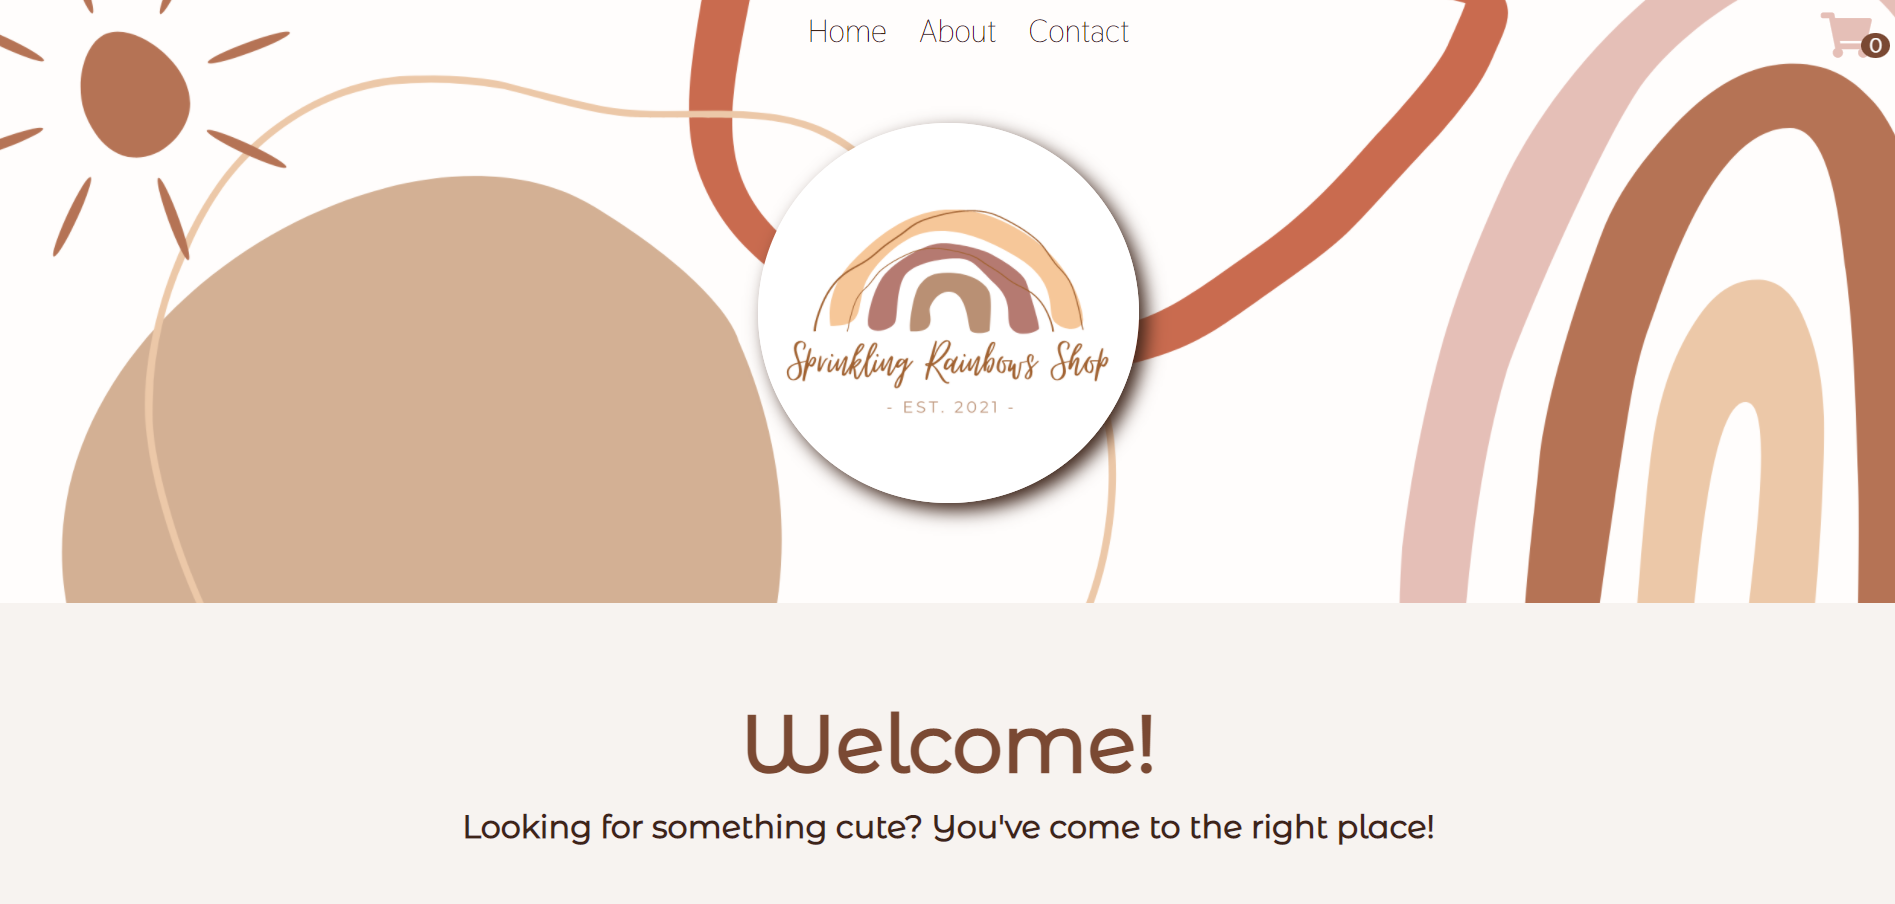 Home About Contact
0
Sprinkling Rainbows Shop
- EST. 2021 -
Welcome!
Looking for something cute? You've come to the right place!